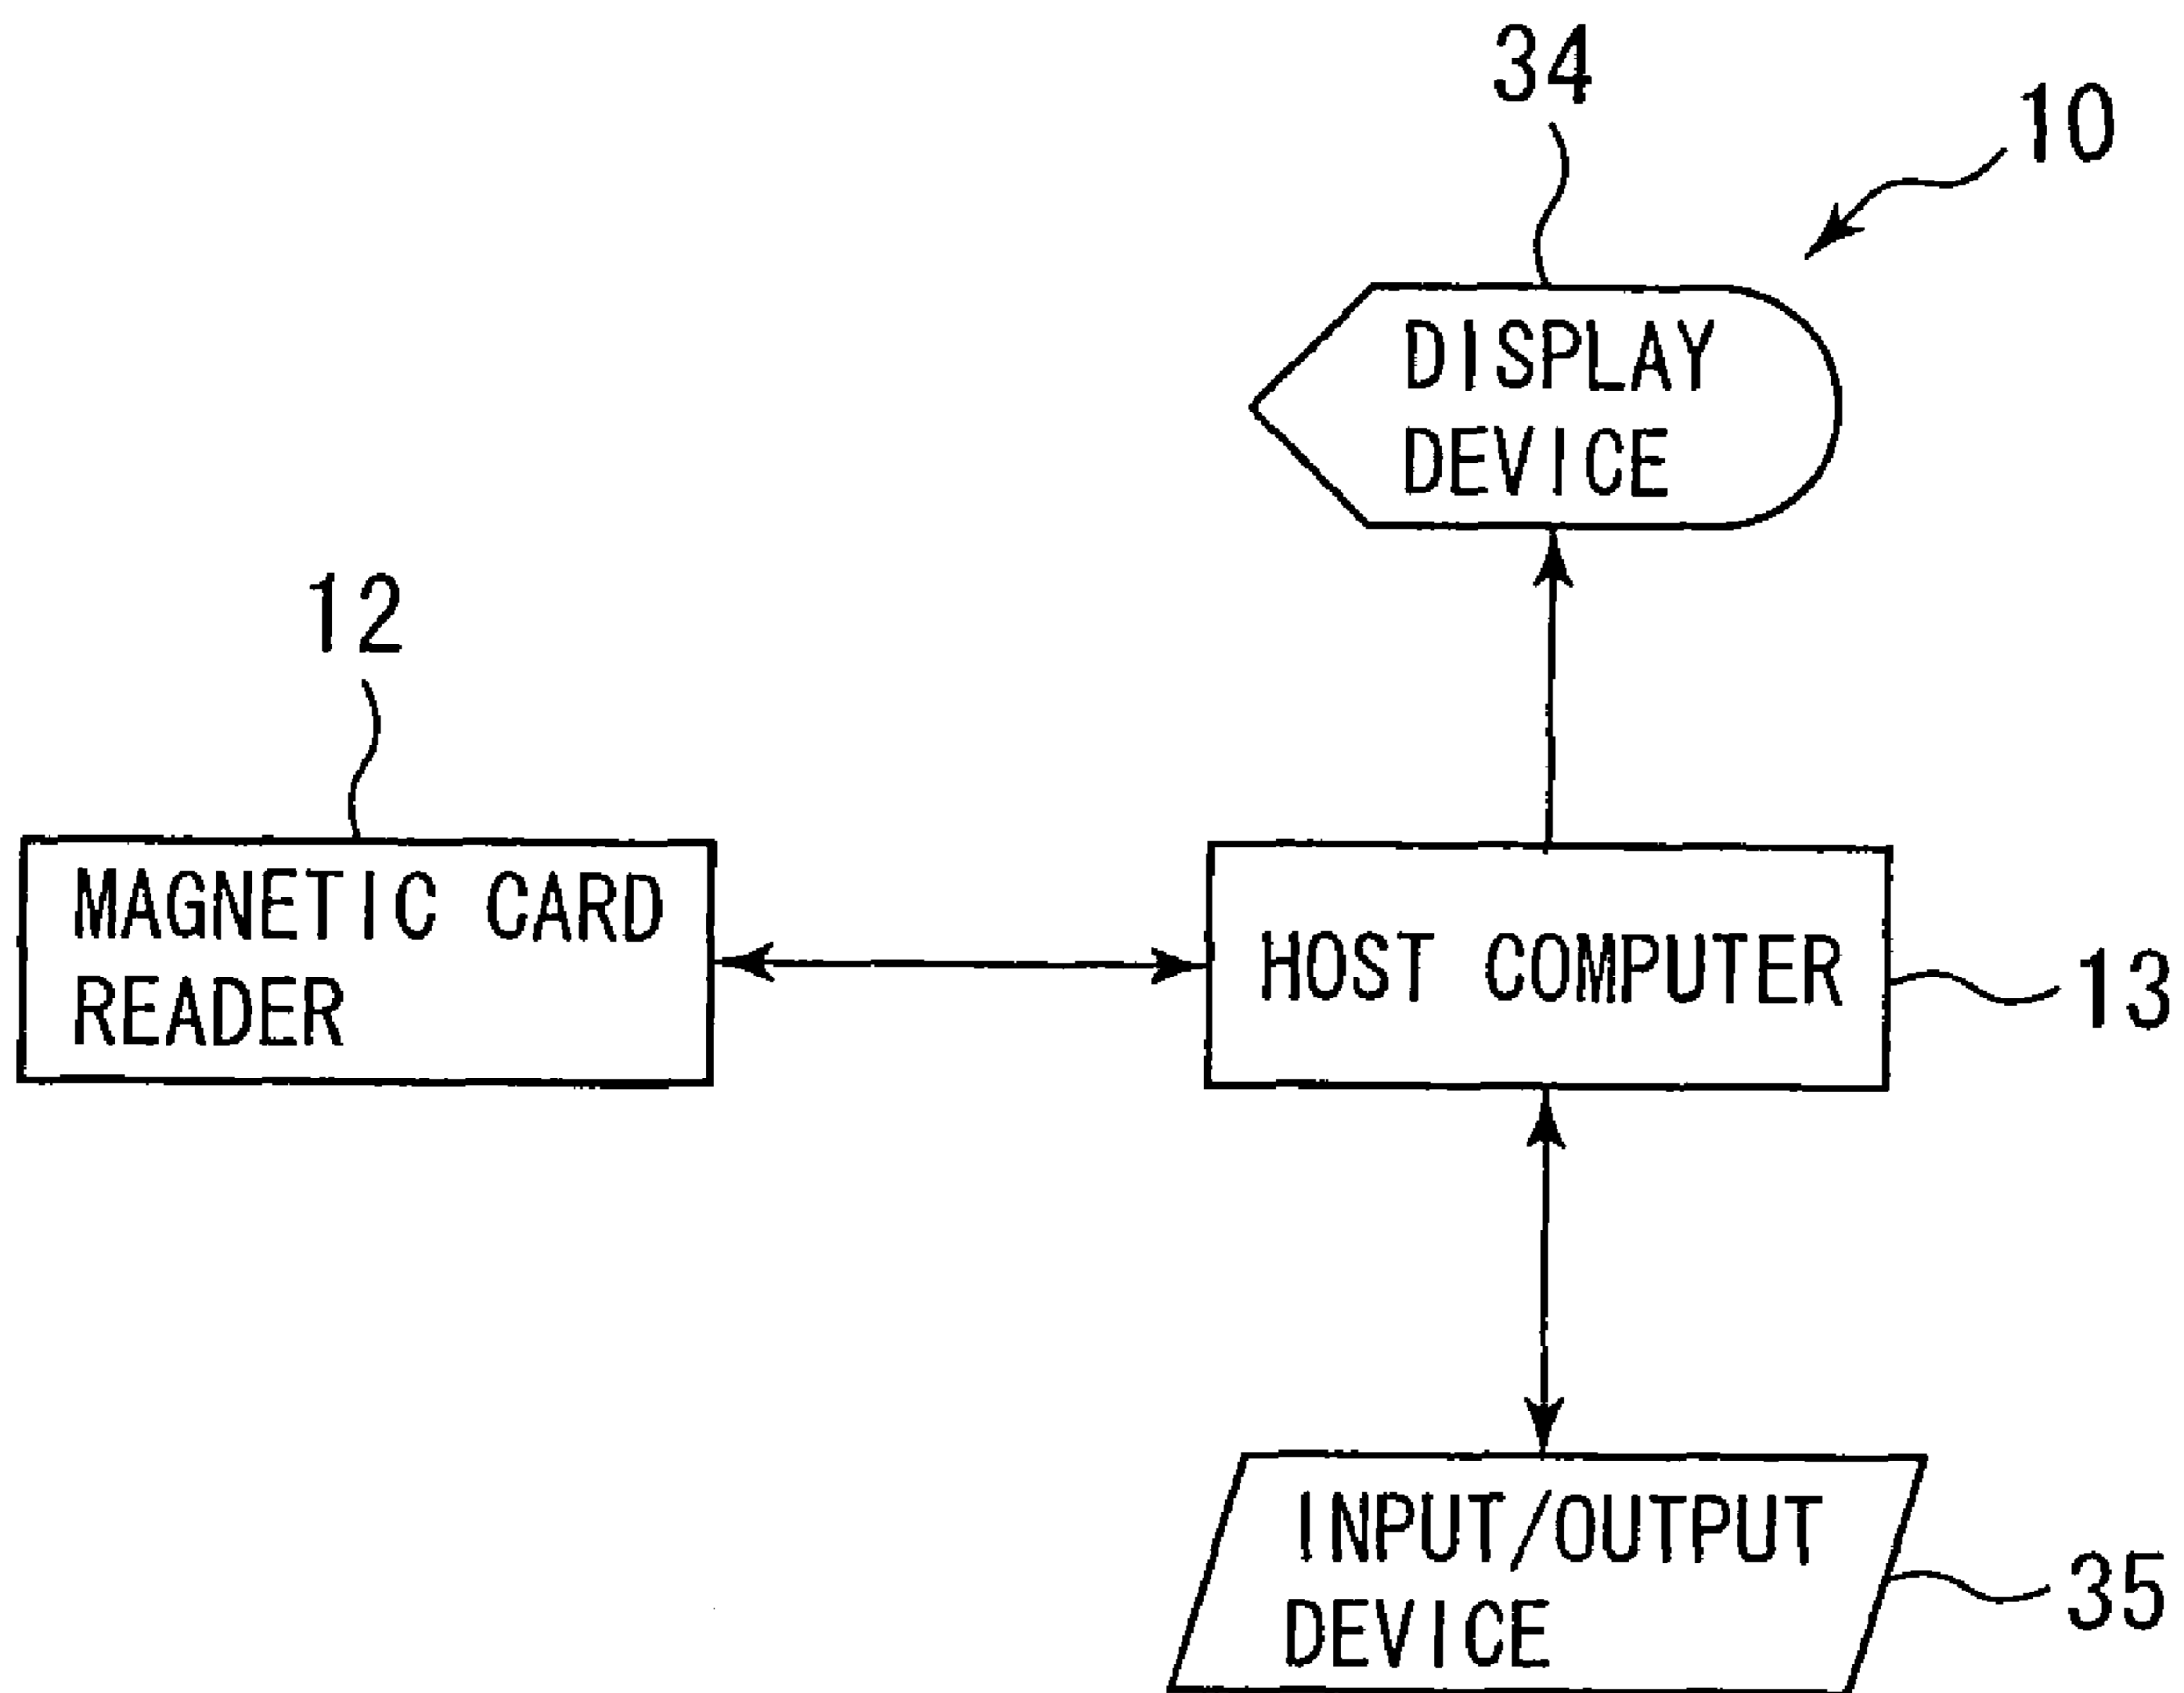 34
10
DISPLAY
DEVICE
12
MAGNETIC CARD
READER
HOST COMPUTER
13
INPUT/OUTPUT
DEVICE
35